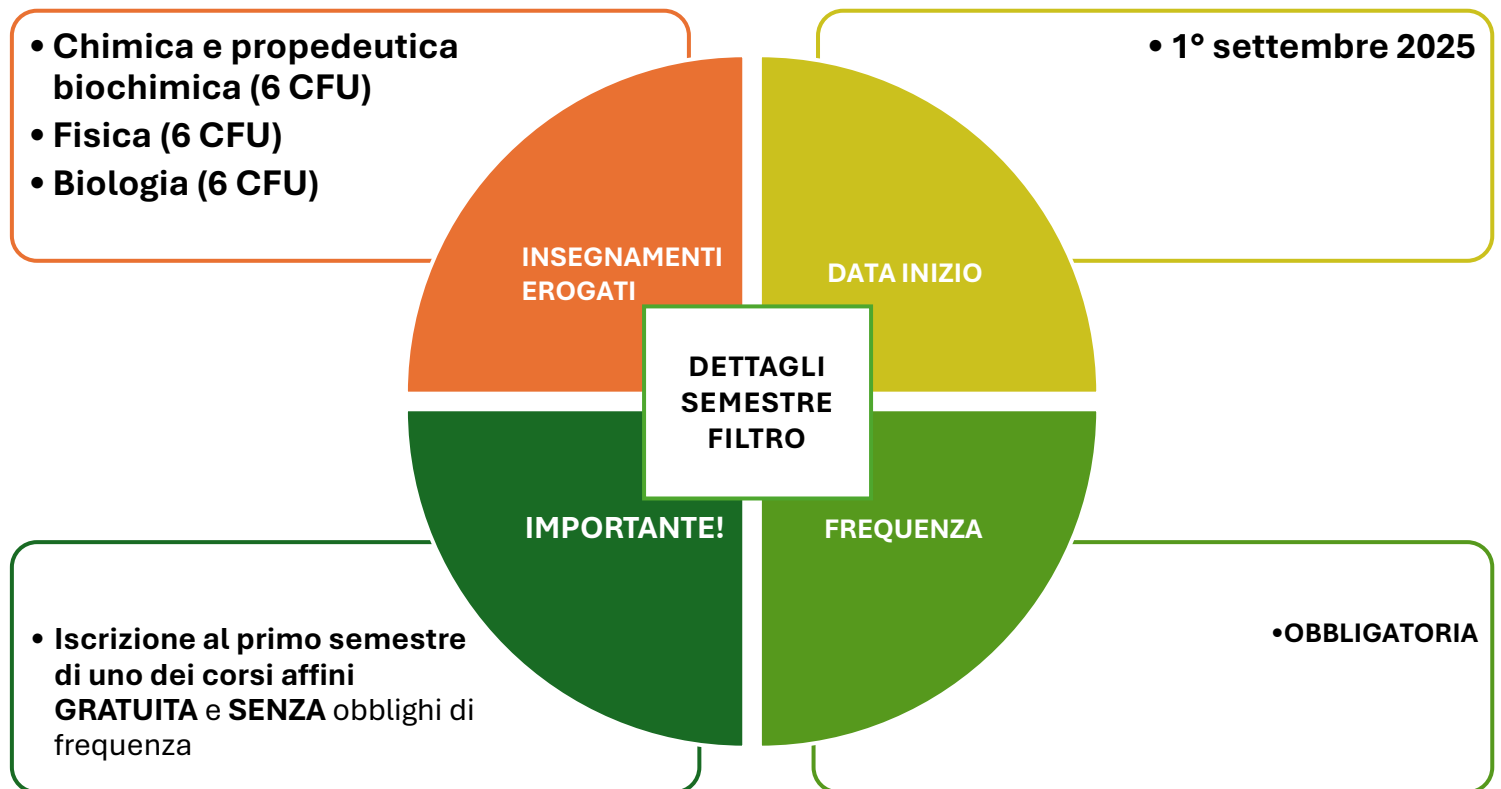 • Chimica e propedeutica
biochimica (6 CFU)
• Fisica (6 CFU)
• Biologia (6 CFU)
• 1° settembre 2025
INSEGNAMENTI
EROGATI
DATA INIZIO
DETTAGLI
SEMESTRE
FILTRO
IMPORTANTE!
FREQUENZA
• Iscrizione al primo semestre
di uno dei corsi affini
GRATUITA e SENZA obblighi di
frequenza
•OBBLIGATORIA